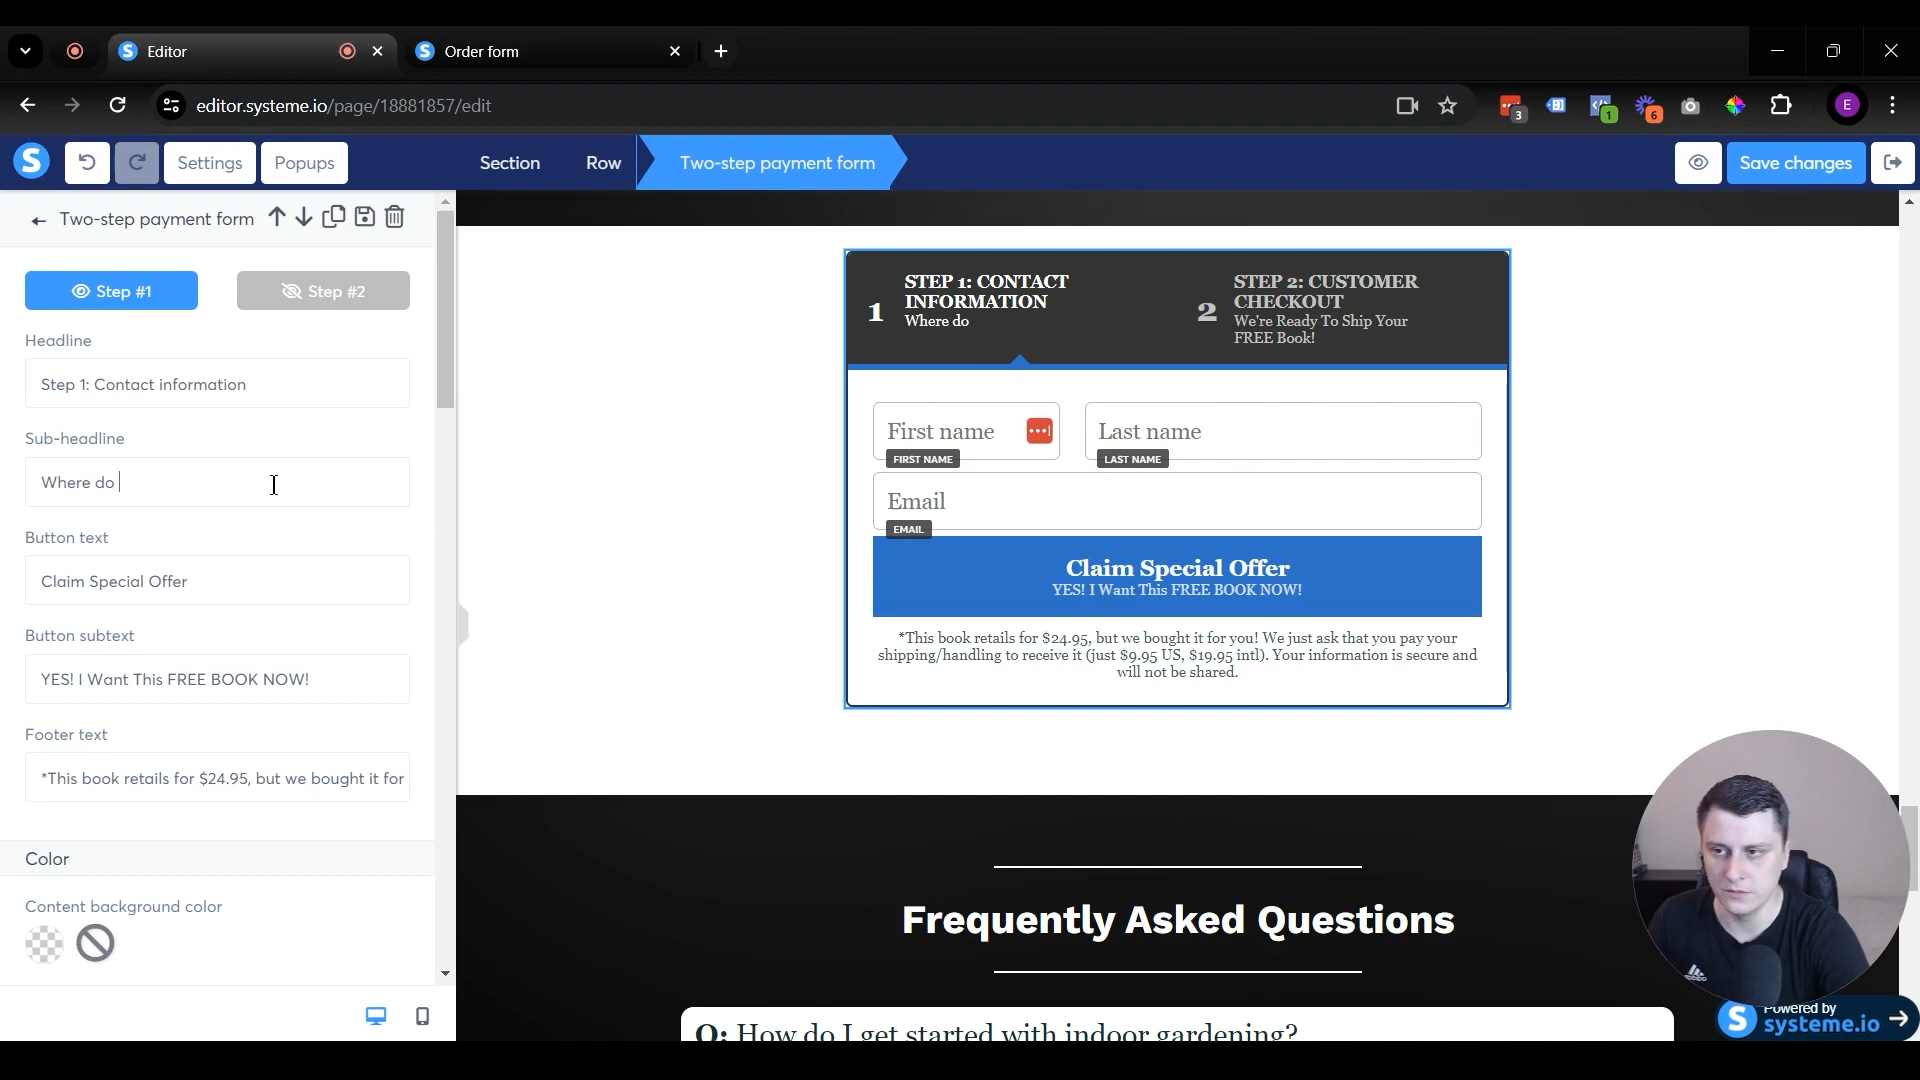 Editor
Order form
editor.systeme.io/page/18881857/edit
3
1
6
E
S
Settings
Popups
Section
Row
Two-step payment form
Save changes
Two-step payment form
Step #1
Step #2
Headline
Step 1: Contact information
Sub-headline
Where do
Button text
Claim Special Offer
Button subtext
YES! I Want This FREE BOOK NOW!
Footer text
*This book retails for $24.95, but we bought it for
Color
Content background color
1
STEP 1: CONTACT
INFORMATION
Where do
2
STEP 2: CUSTOMER
CHECKOUT
We're Ready To Ship Your
FREE Book!
First name
FIRST NAME
Last name
LAST NAME
Email
EMAIL
Claim Special Offer
YES! I Want This FREE BOOK NOW!
*This book retails for $24.95, but we bought it for you! We just ask that you pay your
shipping/handling to receive it (just $9.95 US, $19.95 intl). Your information is secure and
will not be shared.
Frequently Asked Questions
Q: How do I get started with indoor gardening?
adidas
Powered by
systeme.io